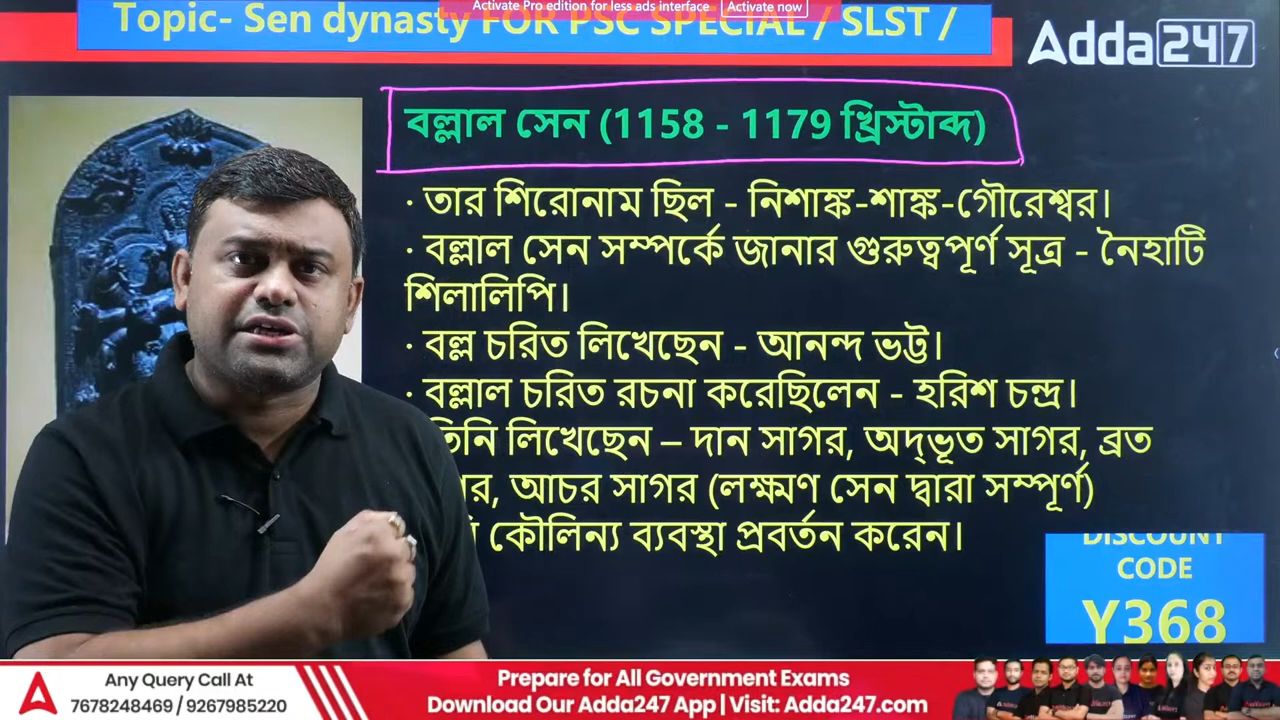 Activate Pro edition for less ads interface Activate now
Topic- Sen dynasty FOR PSC SPECIAL / SLST /
Adda247
বল্লাল সেন (1158 - 1179 খ্রিস্টাব্দ)
· তার শিরোনাম ছিল - নিশাঙ্ক-শাঙ্ক-গৌরেশ্বর।
· বল্লাল সেন সম্পর্কে জানার গুরুত্বপূর্ণ সূত্র - নৈহাটি
শিলালিপি।
· বল্ল চরিত লিখেছেন - আনন্দ ভট্ট।
· বল্লাল চরিত রচনা করেছিলেন - হরিশ চন্দ্র।
তিনি লিখেছেন – দান সাগর, অদ্ভূত সাগর, ব্রত
আচর সাগর (লক্ষ্মণ সেন দ্বারা সম্পূর্ণ)
কৌলিন্য ব্যবস্থা প্রবর্তন করেন।
DISCOUNT
CODE
Y368
Any Query Call At
7678248469 / 9267985220
Prepare for All Government Exams
Download Our Adda247 App | Visit: Adda247.com